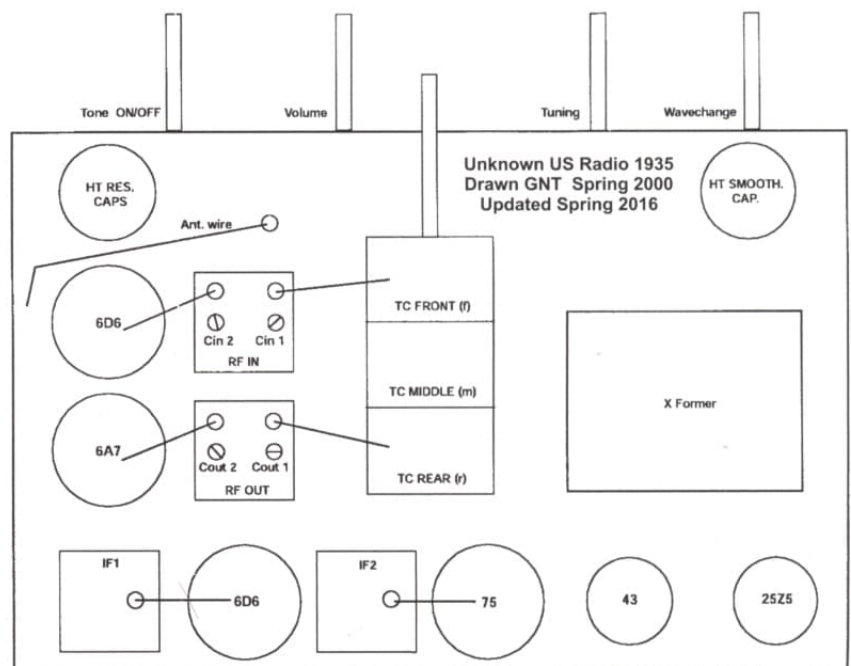 Tone ON/OFF
Volume
Tuning
Wavechange
Unknown US Radio 1935
Drawn GNT Spring 2000
Updated Spring 2016
HT RES.
CAPS
HT SMOOTH.
CAP.
Ant. wire
6D6
Cin 2
Cin 1
RF IN
TC FRONT (f)
TC MIDDLE (m)
X Former
6A7
Cout 2
Cout 1
RF OUT
TC REAR (r)
IF1
6D6
IF2
75
43
25Z5